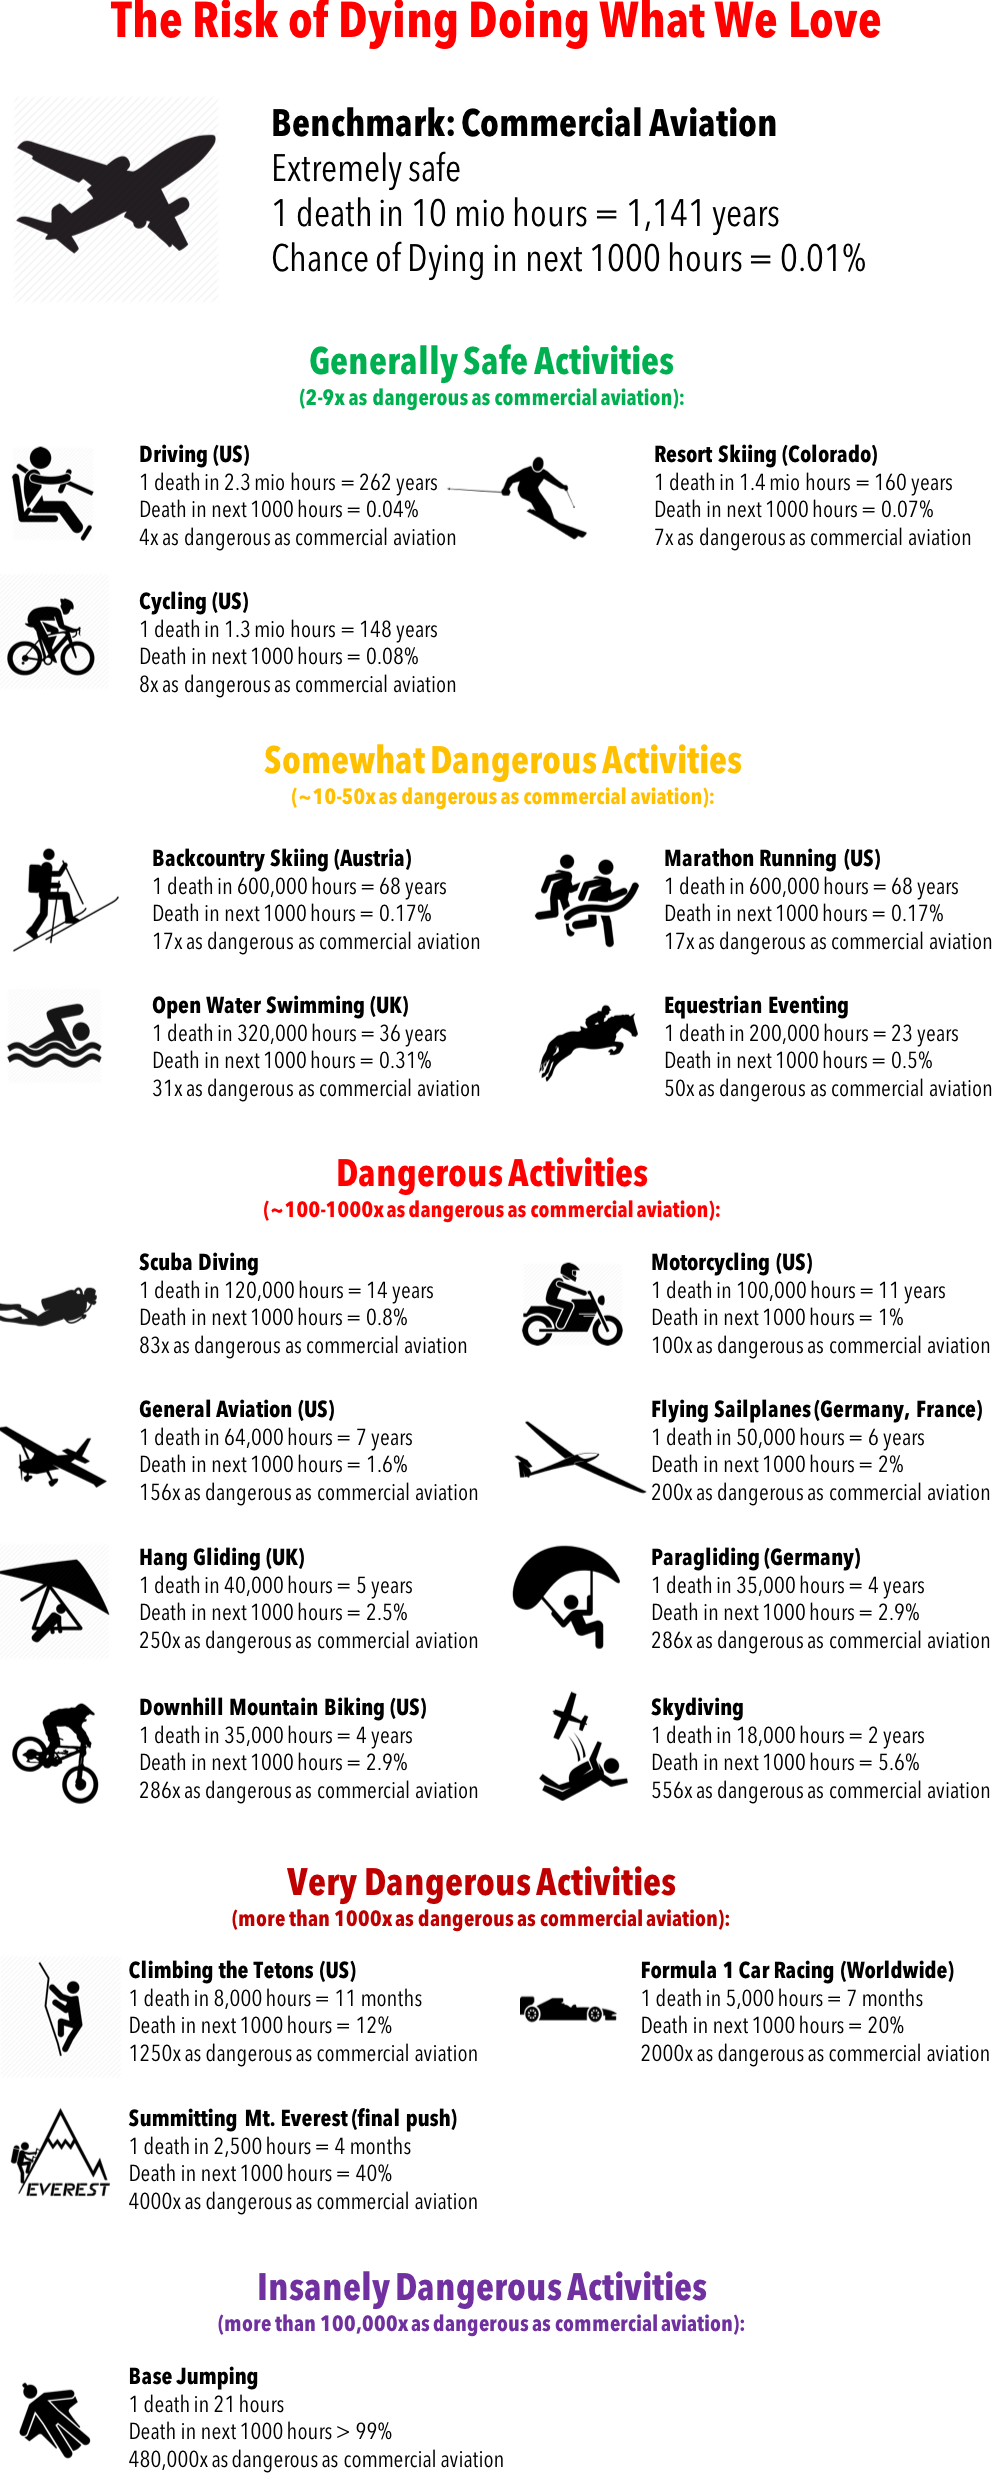 The Risk of Dying Doing What We Love
Benchmark: Commercial Aviation
Extremely safe
1 death in 10 mio hours = 1,141 years
Chance of Dying in next 1000 hours = 0.01%
Generally Safe Activities
(2-9x as dangerous as commercial aviation):
Driving (US)
1 death in 2.3 mio hours = 262 years
Death in next 1000 hours = 0.04%
4x as dangerous as commercial aviation
Resort Skiing (Colorado)
1 death in 1.4 mio hours = 160 years
Death in next 1000 hours = 0.07%
7x as dangerous as commercial aviation
Cycling (US)
1 death in 1.3 mio hours = 148 years
Death in next 1000 hours = 0.08%
8x as dangerous as commercial aviation
Somewhat Dangerous Activities
(~10-50x as dangerous as commercial aviation):
Backcountry Skiing (Austria)
1 death in 600,000 hours = 68 years
Death in next 1000 hours = 0.17%
17x as dangerous as commercial aviation
Marathon Running (US)
1 death in 600,000 hours = 68 years
Death in next 1000 hours = 0.17%
17x as dangerous as commercial aviation
Open Water Swimming (UK)
1 death in 320,000 hours = 36 years
Death in next 1000 hours = 0.31%
31x as dangerous as commercial aviation
Equestrian Eventing
1 death in 200,000 hours = 23 years
Death in next 1000 hours = 0.5%
50x as dangerous as commercial aviation
Dangerous Activities
(~100-1000x as dangerous as commercial aviation):
Scuba Diving
1 death in 120,000 hours = 14 years
Death in next 1000 hours = 0.8%
83x as dangerous as commercial aviation
Motorcycling (US)
1 death in 100,000 hours = 11 years
Death in next 1000 hours = 1%
100x as dangerous as commercial aviation
General Aviation (US)
1 death in 64,000 hours = 7 years
Death in next 1000 hours = 1.6%
156x as dangerous as commercial aviation
Flying Sailplanes (Germany, France)
1 death in 50,000 hours = 6 years
Death in next 1000 hours = 2%
200x as dangerous as commercial aviation
Hang Gliding (UK)
1 death in 40,000 hours = 5 years
Death in next 1000 hours = 2.5%
250x as dangerous as commercial aviation
Paragliding (Germany)
1 death in 35,000 hours = 4 years
Death in next 1000 hours = 2.9%
286x as dangerous as commercial aviation
Downhill Mountain Biking (US)
1 death in 35,000 hours = 4 years
Death in next 1000 hours = 2.9%
286x as dangerous as commercial aviation
Skydiving
1 death in 18,000 hours = 2 years
Death in next 1000 hours = 5.6%
556x as dangerous as commercial aviation
Very Dangerous Activities
(more than 1000x as dangerous as commercial aviation):
Climbing the Tetons (US)
1 death in 8,000 hours = 11 months
Death in next 1000 hours = 12%
1250x as dangerous as commercial aviation
Formula 1 Car Racing (Worldwide)
1 death in 5,000 hours = 7 months
Death in next 1000 hours = 20%
2000x as dangerous as commercial aviation
EVEREST
Summitting Mt. Everest (final push)
1 death in 2,500 hours = 4 months
Death in next 1000 hours = 40%
4000x as dangerous as commercial aviation
Insanely Dangerous Activities
(more than 100,000x as dangerous as commercial aviation):
Base Jumping
1 death in 21 hours
Death in next 1000 hours > 99%
480,000x as dangerous as commercial aviation